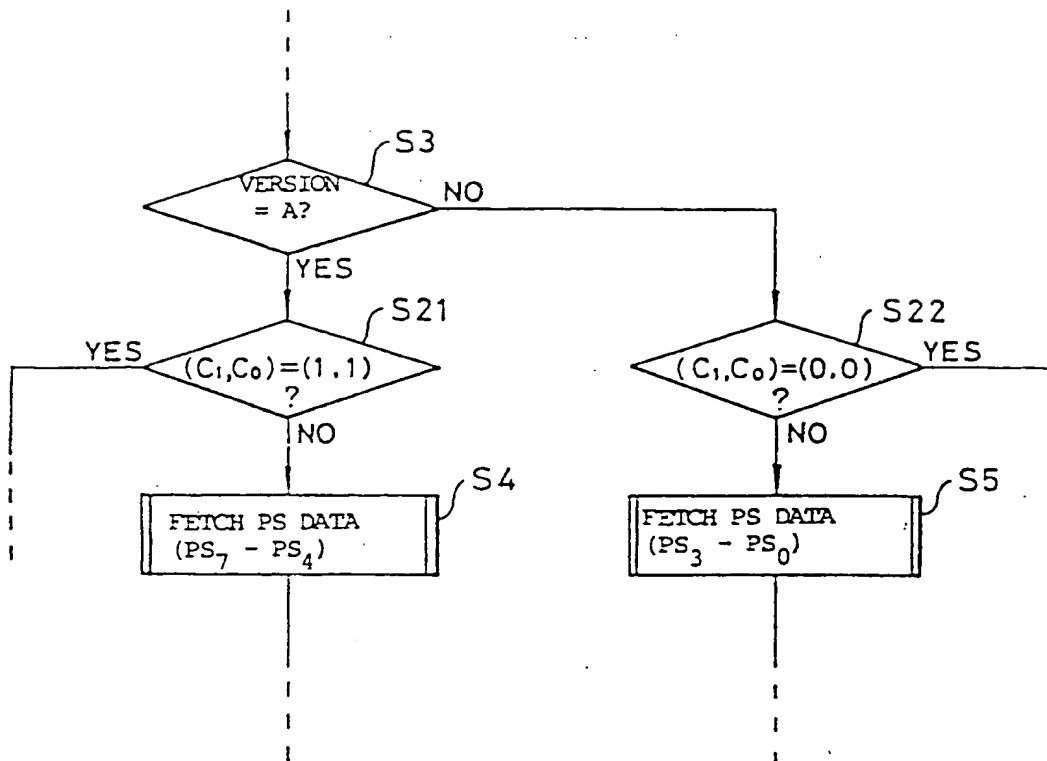 S3
VERSION
= A?
NO
YES
S21
S22
YES
(C₁,C₀)=(1,1)
?
NO
(C₁,C₀)=(0,0)
?
YES
NO
S4
S5
FETCH PS DATA
(PS₇ - PS₄)
FETCH PS DATA
(PS₃ - PS₀)